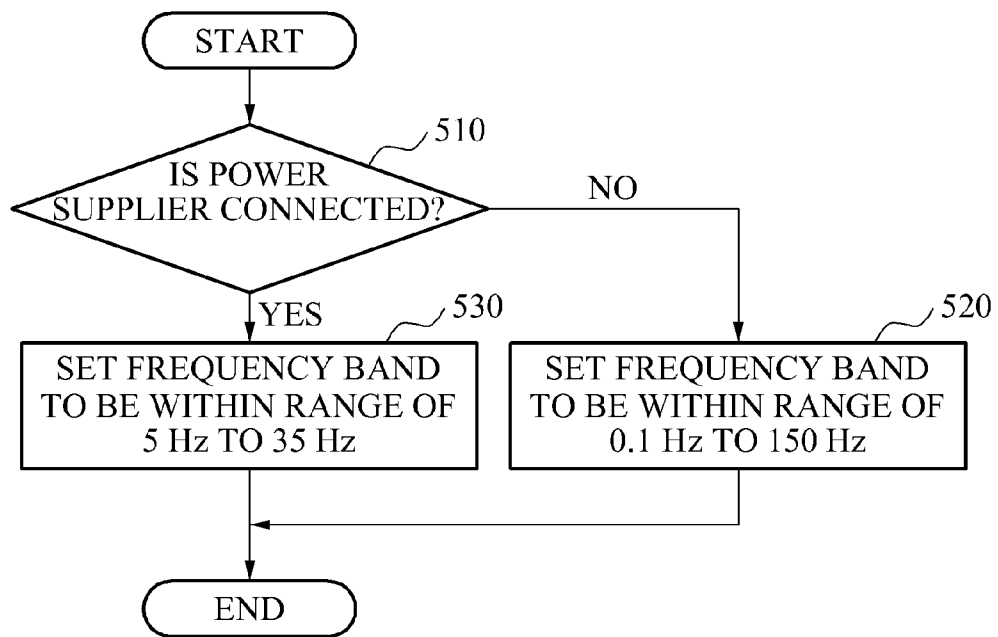 START
510
IS POWER
SUPPLIER CONNECTED?
NO
YES
530
SET FREQUENCY BAND
TO BE WITHIN RANGE OF
5 Hz TO 35 Hz
520
SET FREQUENCY BAND
TO BE WITHIN RANGE OF
0.1 Hz TO 150 Hz
END